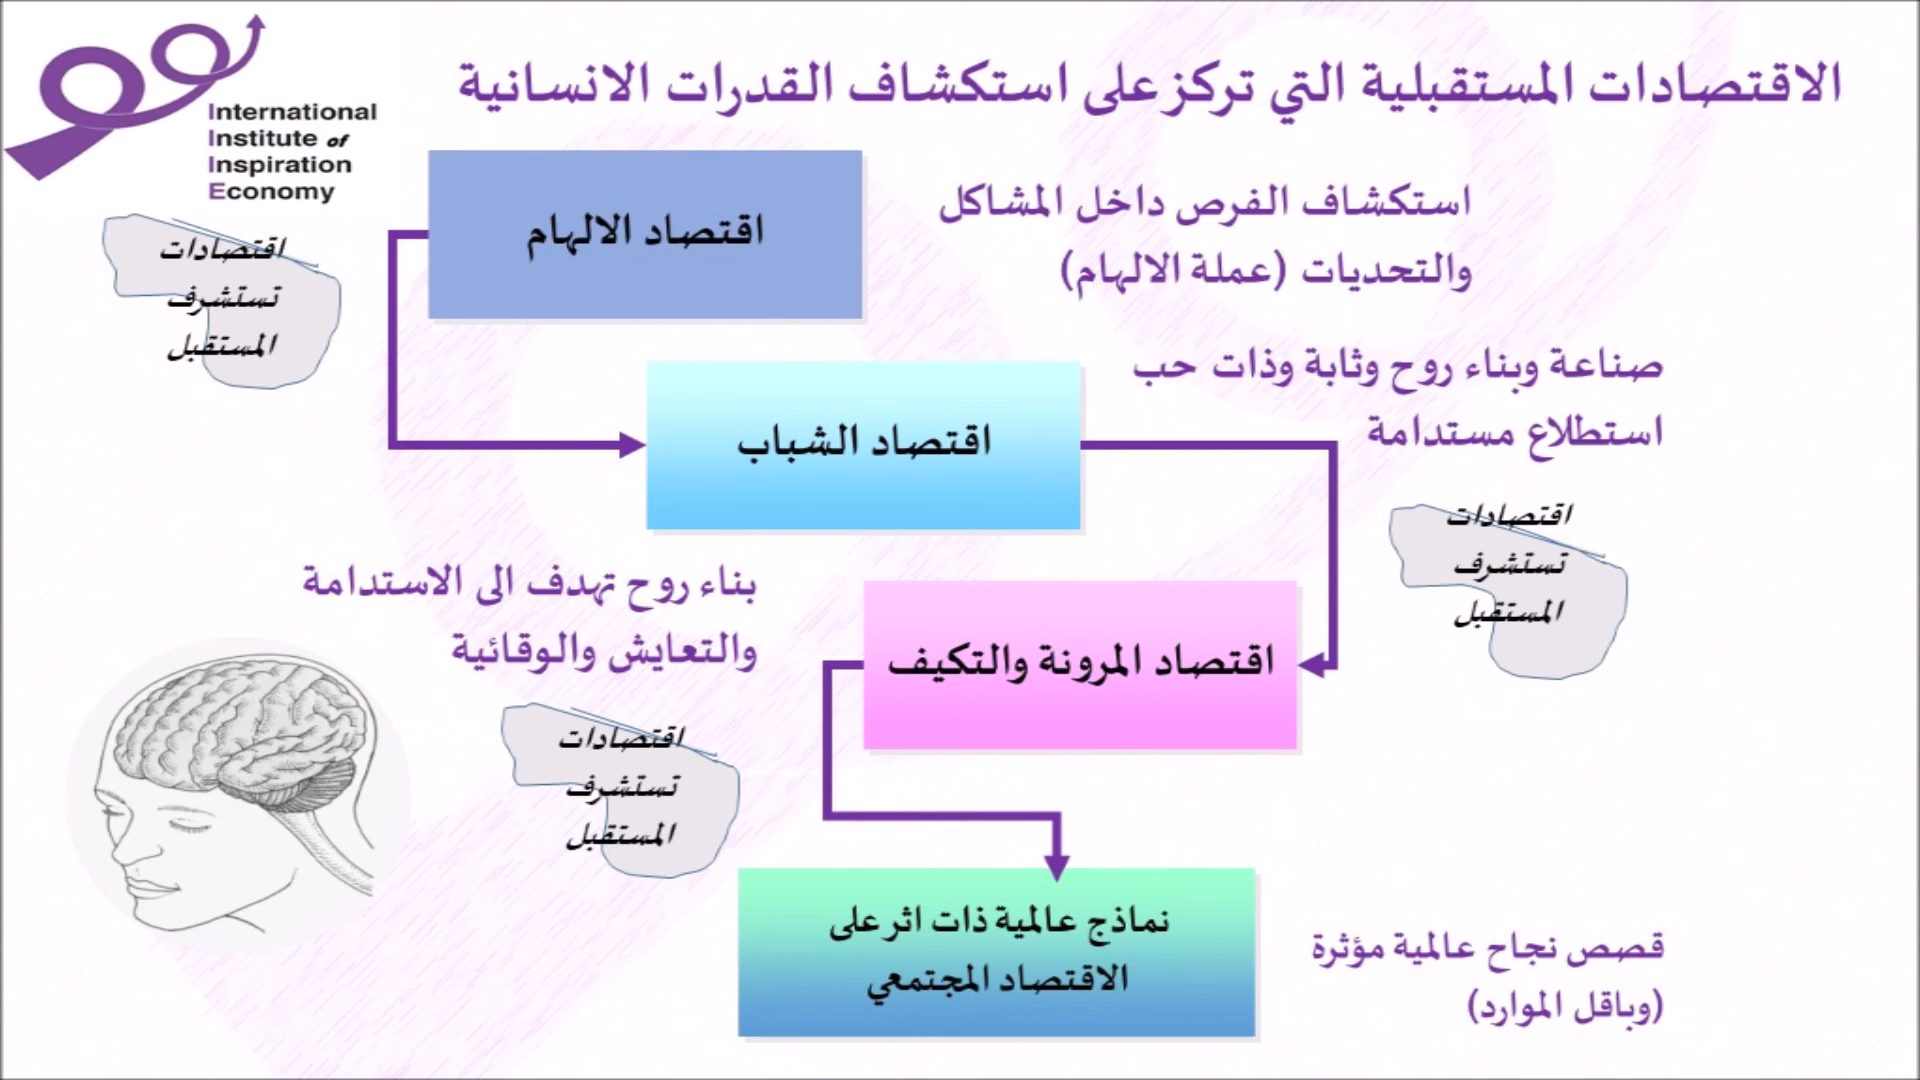 الاقتصادات المستقبلية التي تركز على استكشاف القدرات الانسانية
International
Institute of
Inspiration
Economy
اقتصاد الالهام
استكشاف الفرص داخل المشاكل
والتحديات (عملة الالهام)
اقتصادات
تستشرف
المستقبل
صناعة وبناء روح وثابة وذات حب
استطلاع مستدامة
اقتصاد الشباب
اقتصادات
تستشرف
المستقبل
بناء روح تهدف الى الاستدامة
والتعايش والوقائية
اقتصاد المرونة والتكيف
اقتصادات
تستشرف
المستقبل
نماذج عالمية ذات اثر على
الاقتصاد المجتمعي
قصص نجاح عالمية مؤثرة
(وباقل الموارد)